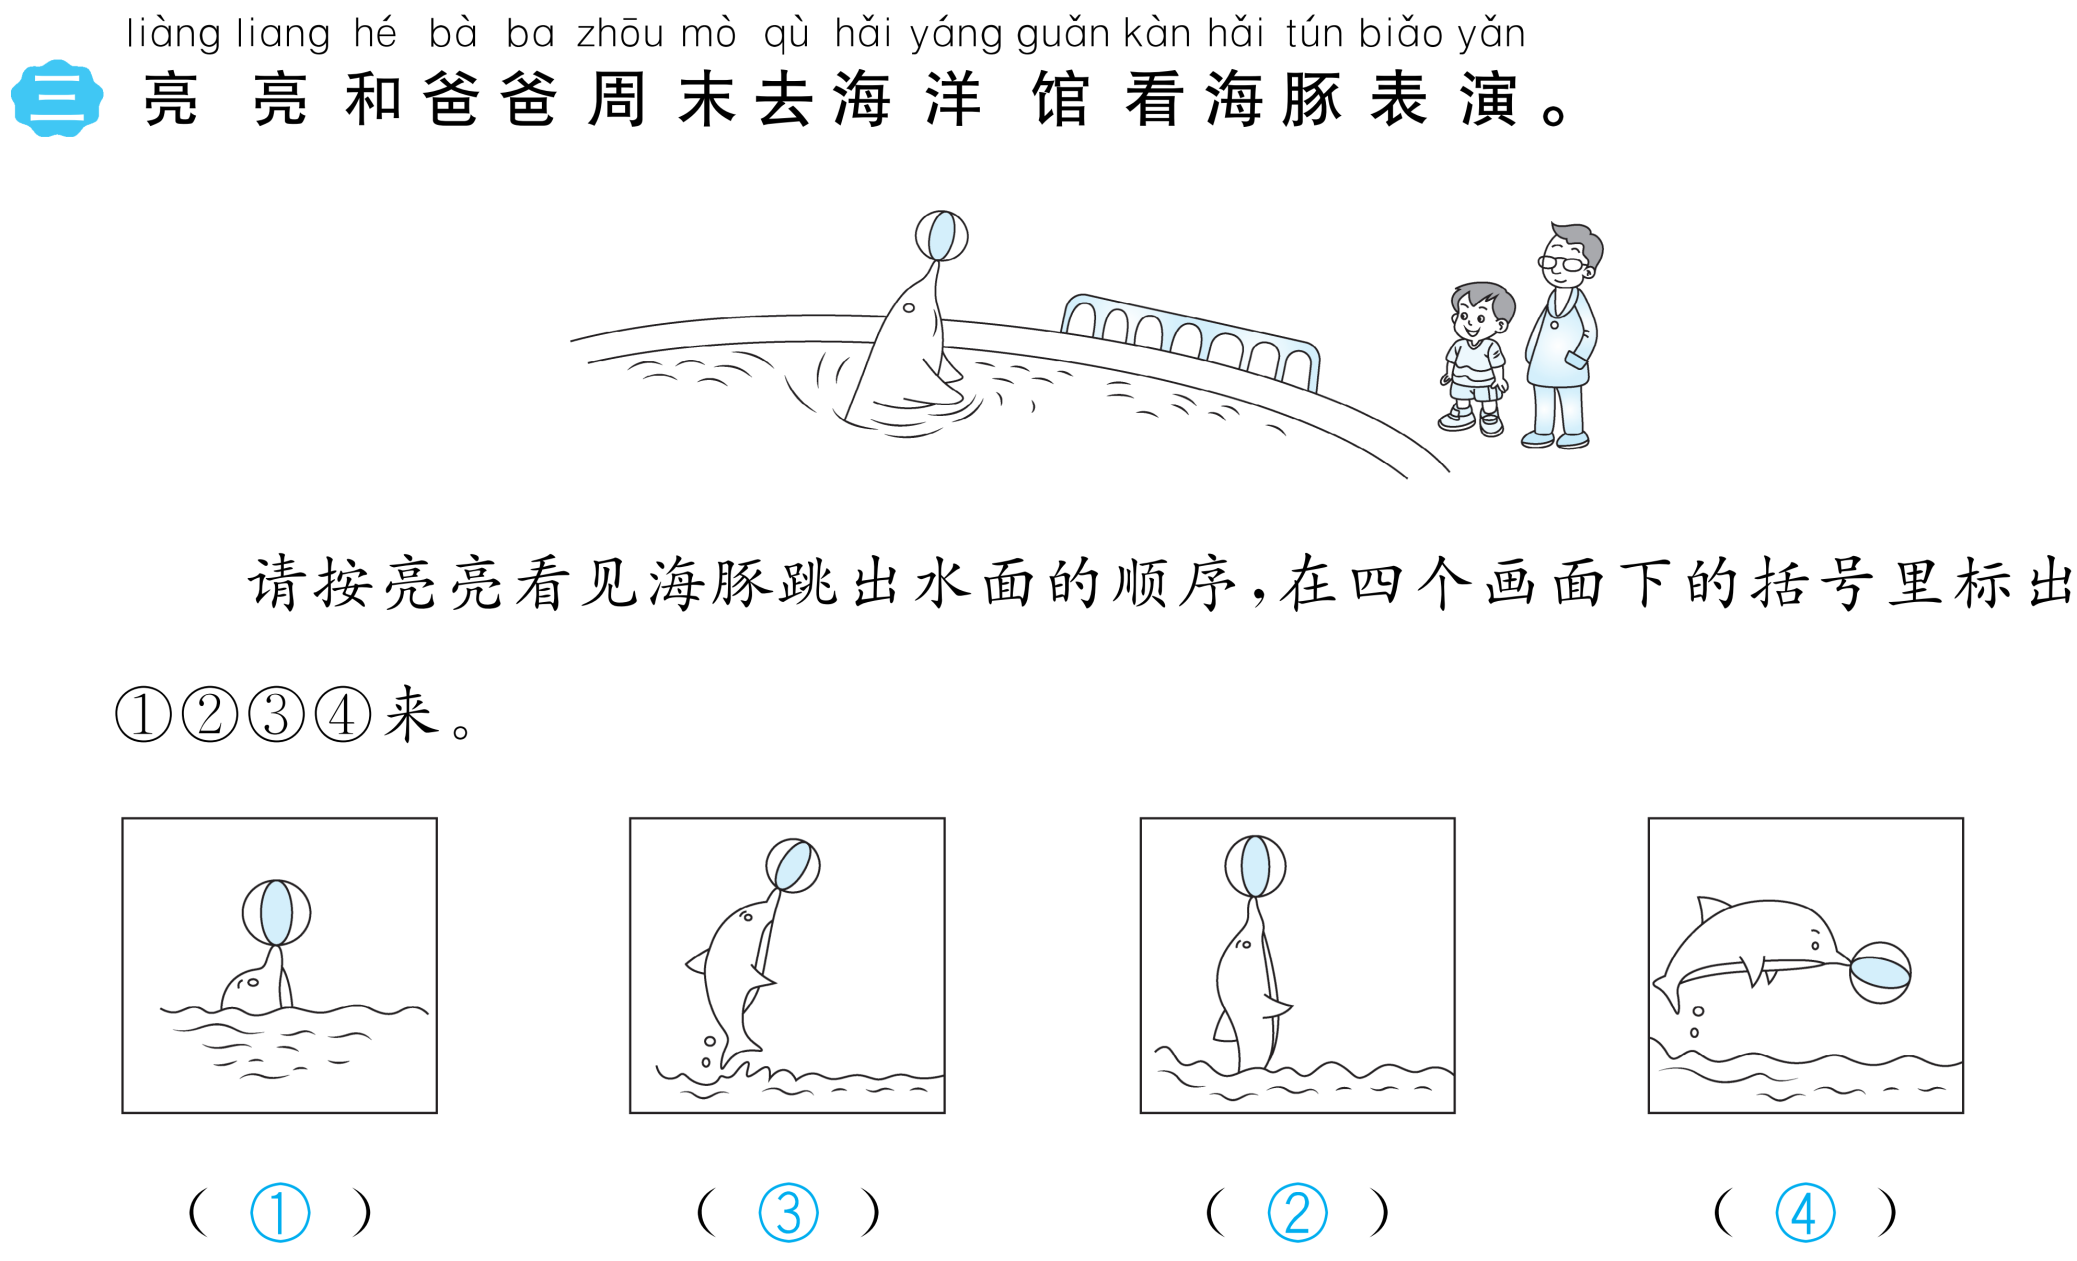 liàng liang hé bà ba zhōu mò qù hǎi yáng guǎn kàn hǎi tún biǎo yǎn
三 亮亮和爸爸周末去海洋馆看海豚表演。
请按亮亮看见海豚跳出水面的顺序,在四个画面下的括号里标出
①②③④来。
( ① ) ( ③ ) ( ② ) ( ④ )